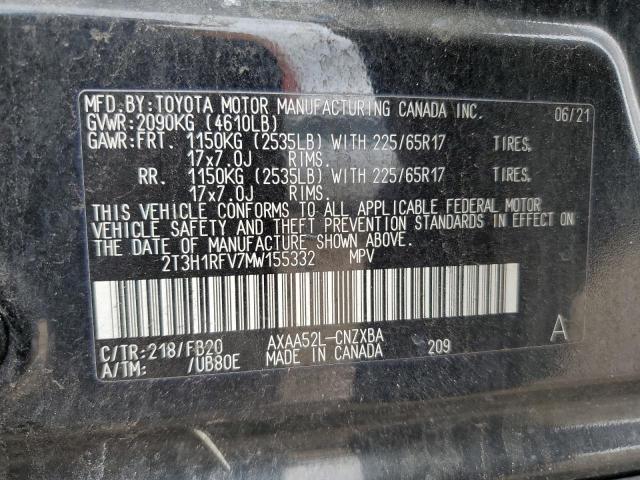 MFD.BY:TOYOTA MOTOR MANUFACTURING CANADA INC. 06/21
GVWR:2090KG (4610LB)
GAWR:FRT. 1150KG (2535LB) WITH 225/65R17 TIRES.
17x7.0J RIMS.
RR. 1150KG (2535LB) WITH 225/65R17 TIRES.
17x7.0J RIMS.
THIS VEHICLE CONFORMS TO ALL APPLICABLE FEDERAL MOTOR
VEHICLE SAFETY AND THEFT PREVENTION STANDARDS IN EFFECT ON
THE DATE OF MANUFACTURE SHOWN ABOVE.
2T3H1RFV7MW155332 MPV
C/TR:218/FB20 AXAA52L-CNZXBA 209 A
A/TM: /UB80E MADE IN CANADA